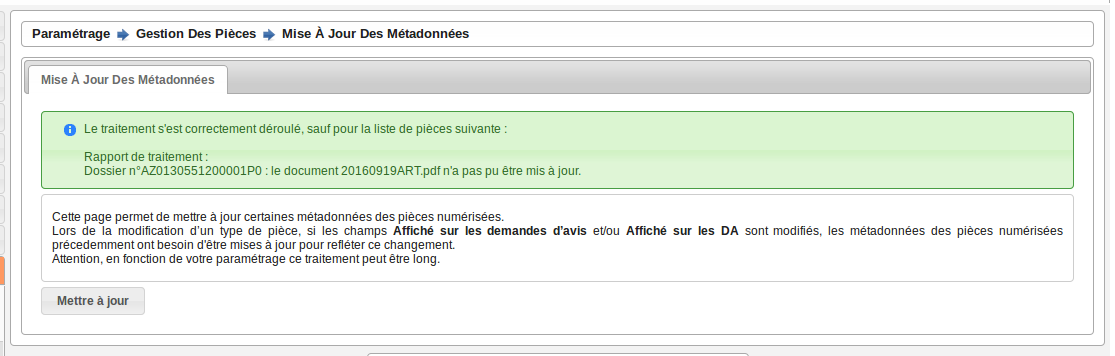 Paramétrage Gestion Des Pièces Mise À Jour Des Métadonnées
Mise À Jour Des Métadonnées
Le traitement s'est correctement déroulé, sauf pour la liste de pièces suivante :
Rapport de traitement :
Dossier n°AZ0130551200001P0 : le document 20160919ART.pdf n'a pas pu être mis à jour.
Cette page permet de mettre à jour certaines métadonnées des pièces numérisées.
Lors de la modification d'un type de pièce, si les champs Affiché sur les demandes d'avis et/ou Affiché sur les DA sont modifiés, les métadonnées des pièces numérisées
précedemment ont besoin d'être mises à jour pour refléter ce changement.
Attention, en fonction de votre paramétrage ce traitement peut être long.
Mettre à jour